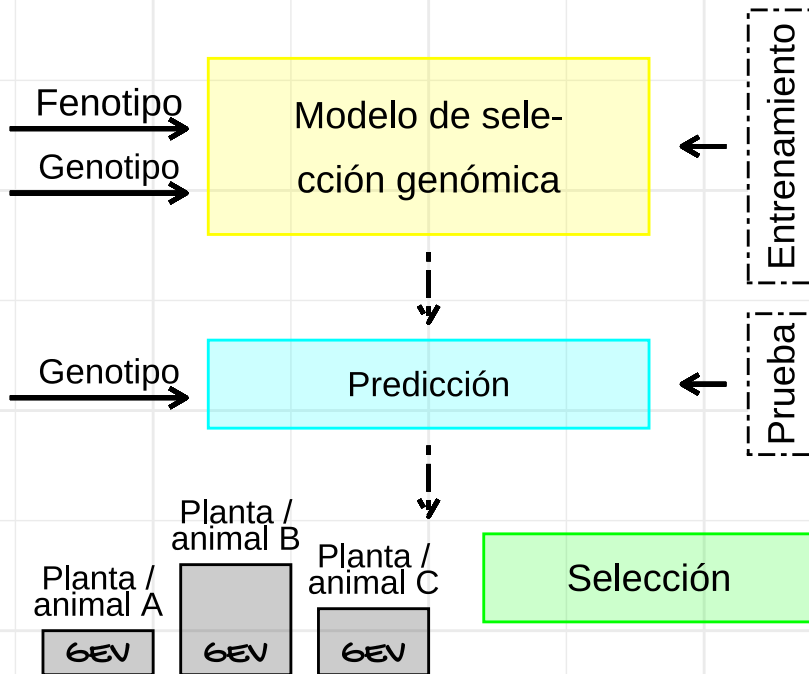 Fenotipo
Genotipo
Modelo de sele-
cción genómica
Entrenamiento
Genotipo
Predicción
Prueba
Planta /
animal A
Planta /
animal B
Planta /
animal C
GEV
GEV
GEV
Selección